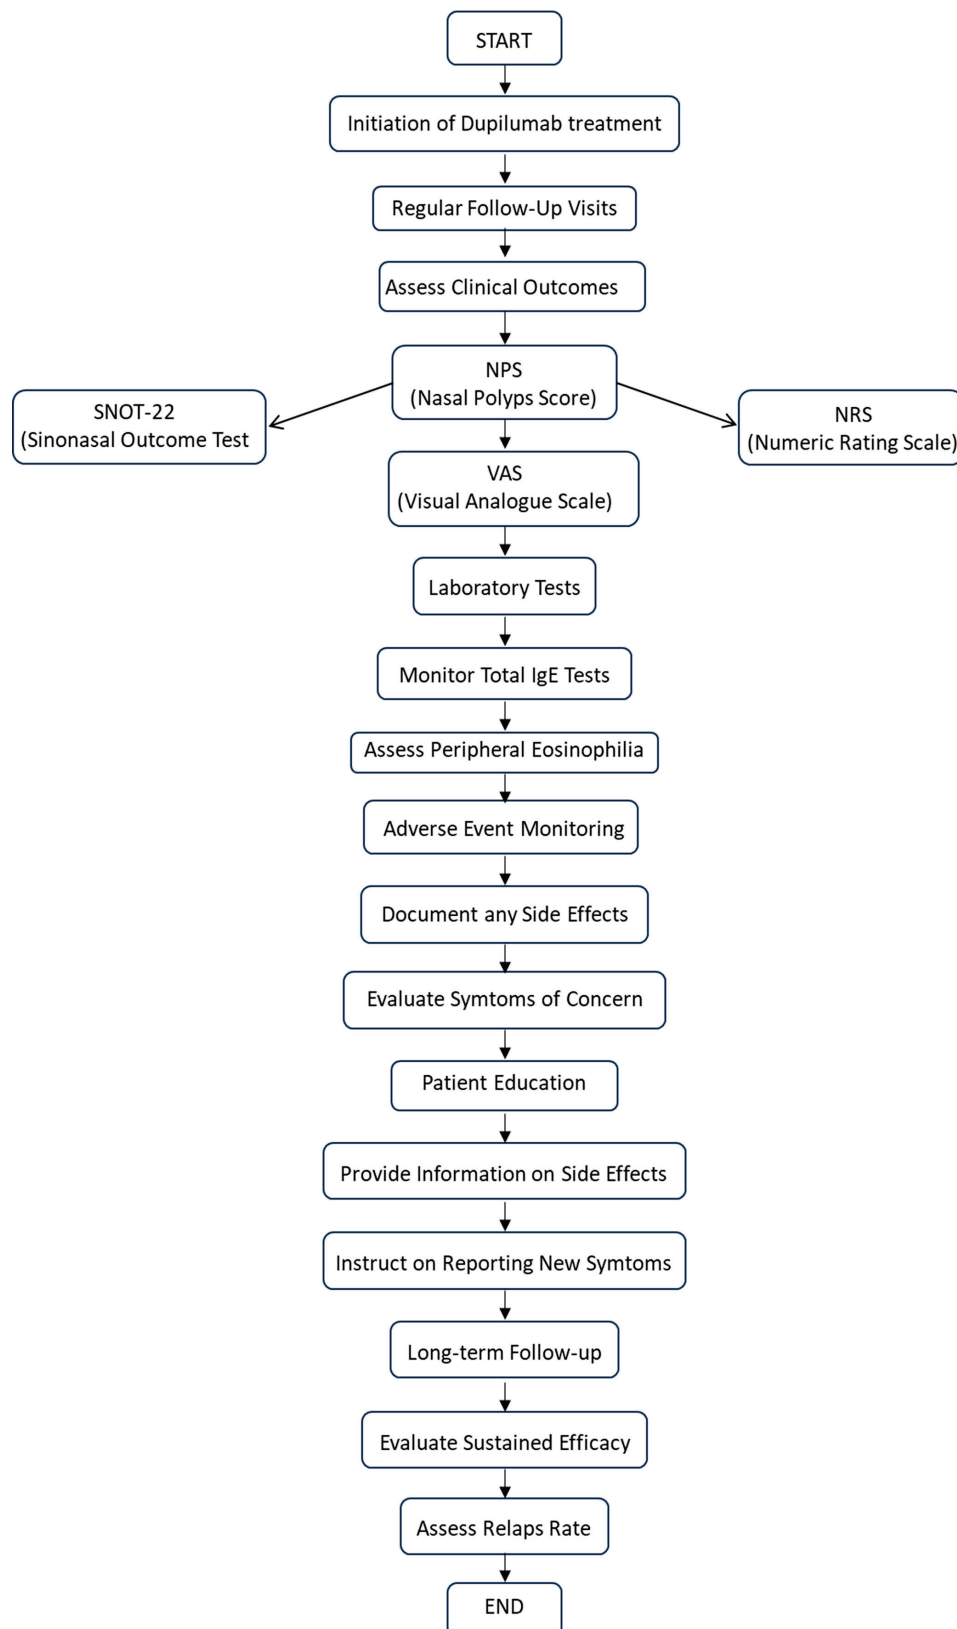 START
Initiation of Dupilumab treatment
Regular Follow-Up Visits
Assess Clinical Outcomes
NPS
(Nasal Polyps Score)
SNOT-22
(Sinonasal Outcome Test
NRS
(Numeric Rating Scale)
VAS
(Visual Analogue Scale)
Laboratory Tests
Monitor Total IgE Tests
Assess Peripheral Eosinophilia
Adverse Event Monitoring
Document any Side Effects
Evaluate Symtoms of Concern
Patient Education
Provide Information on Side Effects
Instruct on Reporting New Symtoms
Long-term Follow-up
Evaluate Sustained Efficacy
Assess Relaps Rate
END